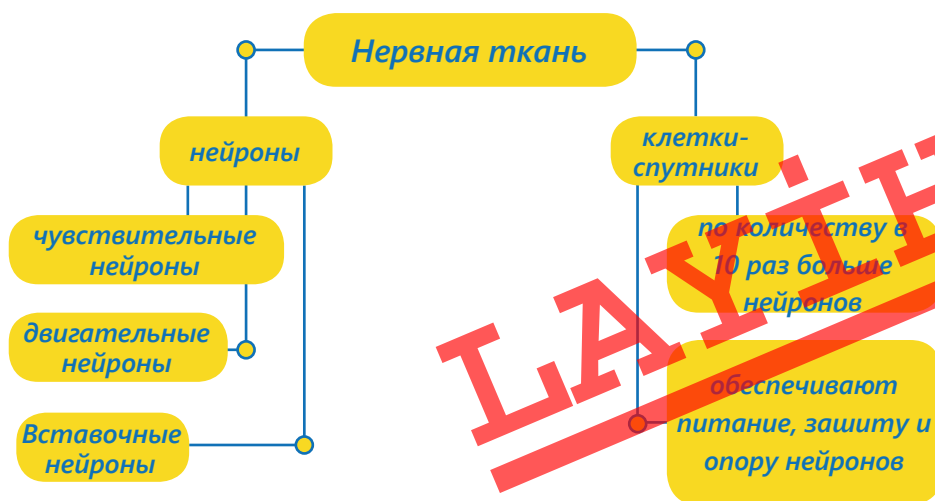 Нервная ткань
нейроны
клетки-
спутники
чувствительные
нейроны
по количеству в
10 раз больше
нейронов
двигательные
нейроны
обеспечивают
питание, зашиту и
опору нейронов
Вставочные
нейроны